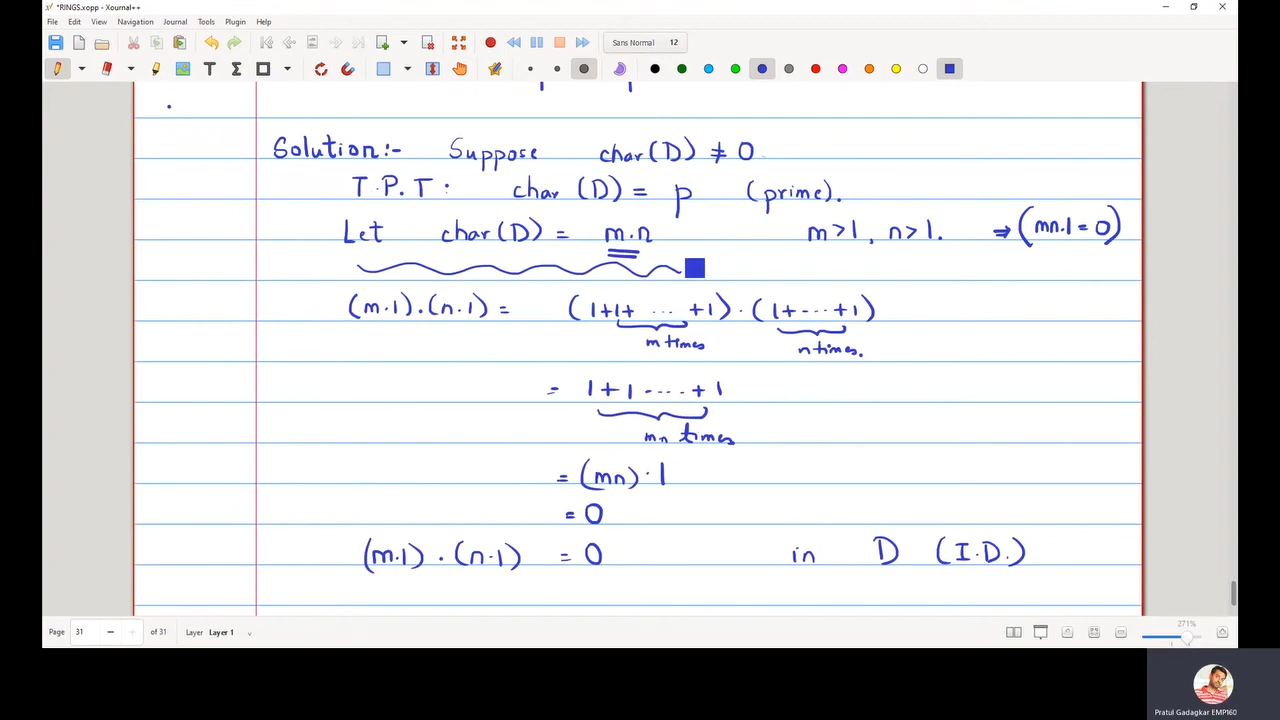 *RINGS.xopp - Xournal++
File Edit View Navigation Journal Tools Plugin Help
Sans Normal 12
Solution:- Suppose char(D) ≠ 0
T.P.T: char (D) = p (prime).
Let char(D) = m.n m>1, n>1. ⇒ (mn.1 = 0)
(m.1).(n.1) = (1+1+ ... +1) . (1+---+1)
m times n times.
= 1+1 ---- +1
mn times
= (mn) . 1
= 0
(m.1) . (n.1) = 0 in D (I.D.)
Page 31 of 31 Layer Layer 1 271%
Pratul Gadagkar EMP160